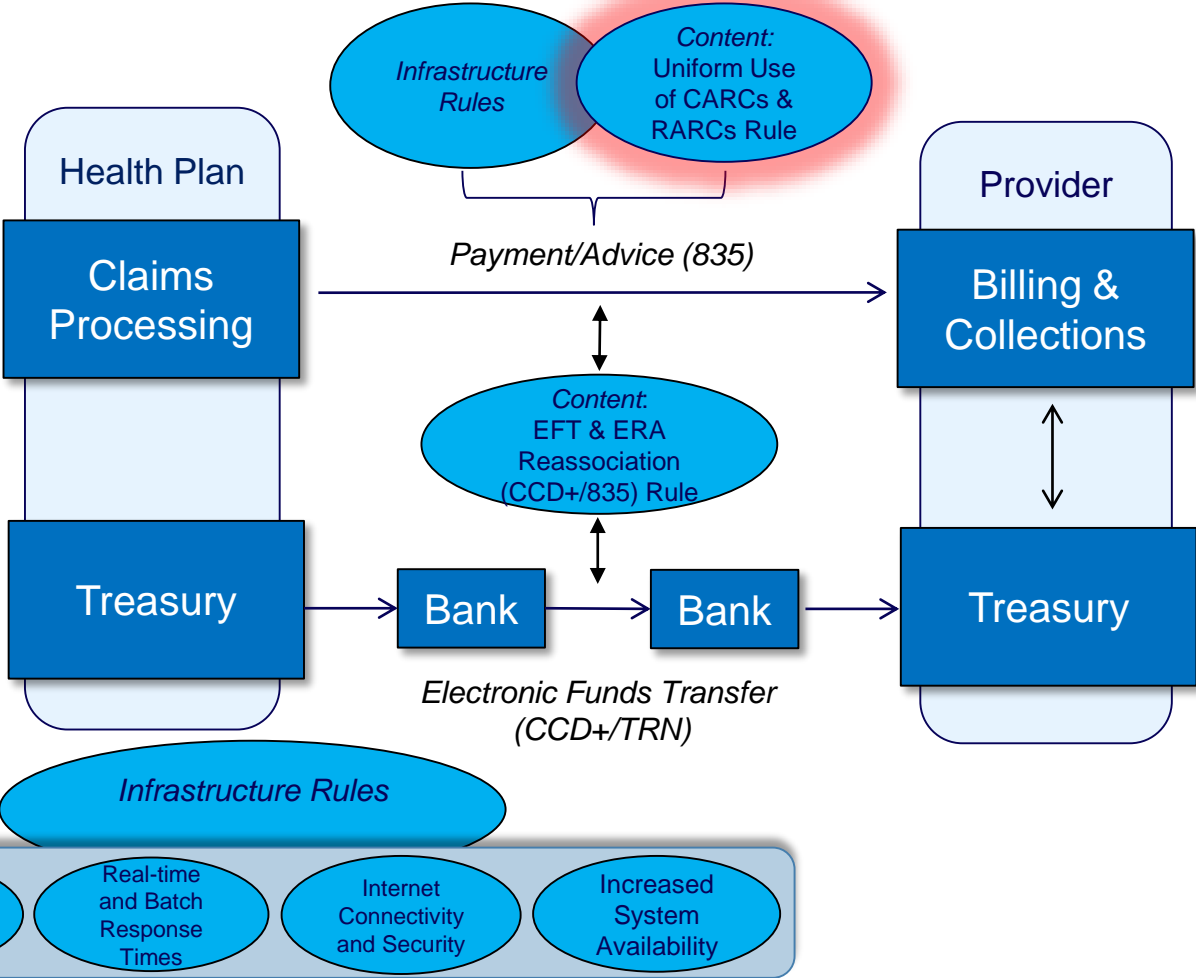 Infrastructure
Rules
Content:
Uniform Use
of CARCs &
RARCs Rule
Health Plan
Provider
Payment/Advice (835)
Claims
Processing
Billing &
Collections
Content:
EFT & ERA
Reassociation
(CCD+/835) Rule
Treasury
Bank
Bank
Treasury
Electronic Funds Transfer
(CCD+/TRN)
Infrastructure Rules
Real-time
and Batch
Response
Times
Internet
Connectivity
and Security
Increased
System
Availability